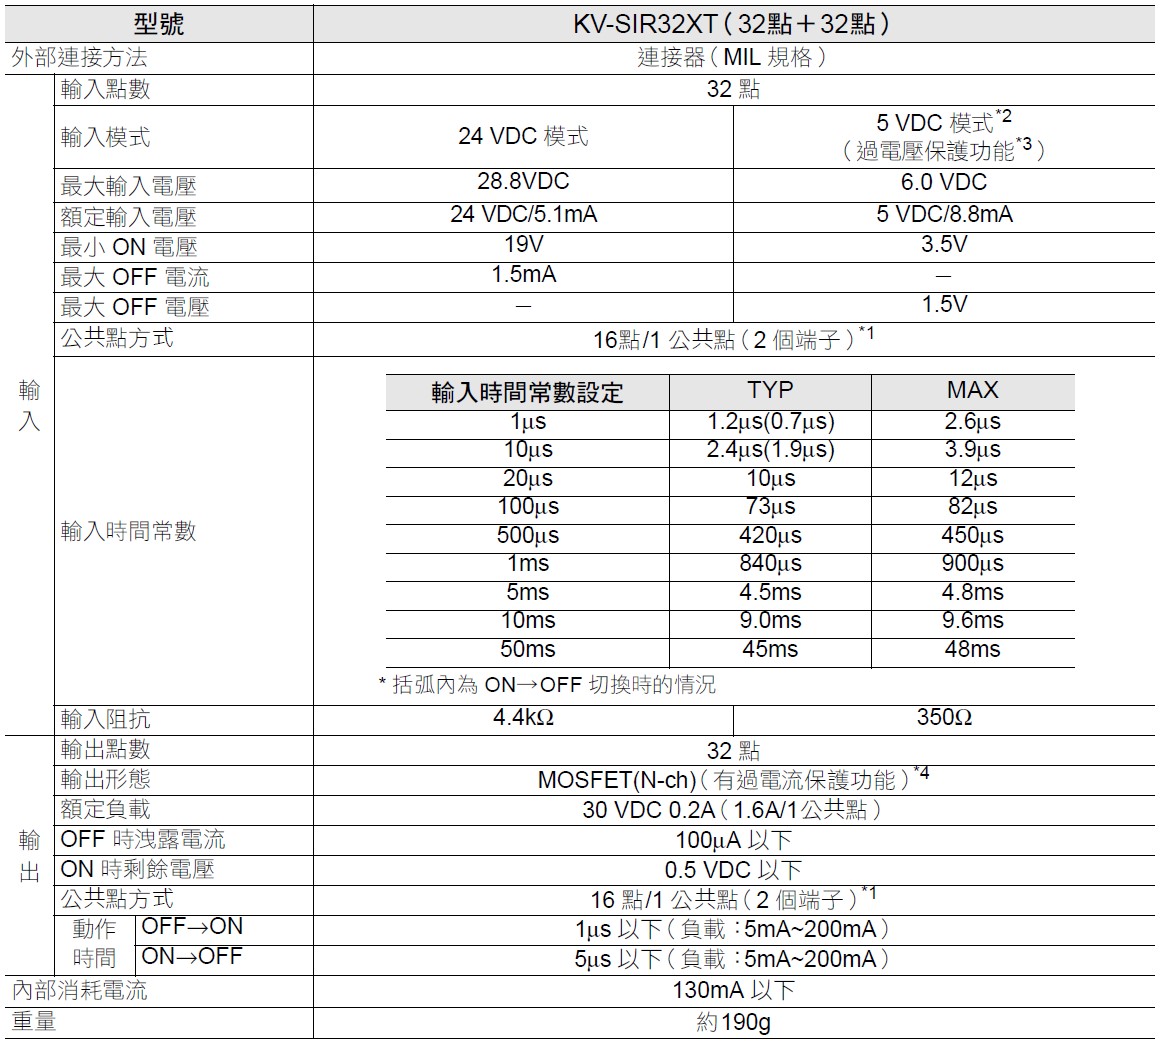 型號 KV-SIR32XT（32點＋32點）
外部連接方法 連接器（MIL 規格）
輸入
輸入點數 32 點
輸入模式 24 VDC 模式 5 VDC 模式*2
（過電壓保護功能*3）
最大輸入電壓 28.8VDC 6.0 VDC
額定輸入電壓 24 VDC/5.1mA 5 VDC/8.8mA
最小 ON 電壓 19V 3.5V
最大 OFF 電流 1.5mA －
最大 OFF 電壓 － 1.5V
公共點方式 16點/1 公共點（2 個端子）*1
輸入時間常數
輸入時間常數設定 TYP MAX
1μs 1.2μs(0.7μs) 2.6μs
10μs 2.4μs(1.9μs) 3.9μs
20μs 10μs 12μs
100μs 73μs 82μs
500μs 420μs 450μs
1ms 840μs 900μs
5ms 4.5ms 4.8ms
10ms 9.0ms 9.6ms
50ms 45ms 48ms
* 括弧內為 ON→OFF 切換時的情況
輸入阻抗 4.4kΩ 350Ω
輸出
輸出點數 32 點
輸出形態 MOSFET(N-ch)（有過電流保護功能）*4
額定負載 30 VDC 0.2A（1.6A/1公共點）
OFF 時洩露電流 100μA 以下
ON 時剩餘電壓 0.5 VDC 以下
公共點方式 16 點/1 公共點（2 個端子）*1
動作時間
OFF→ON 1μs 以下（負載：5mA~200mA）
ON→OFF 5μs 以下（負載：5mA~200mA）
內部消耗電流 130mA 以下
重量 約190g